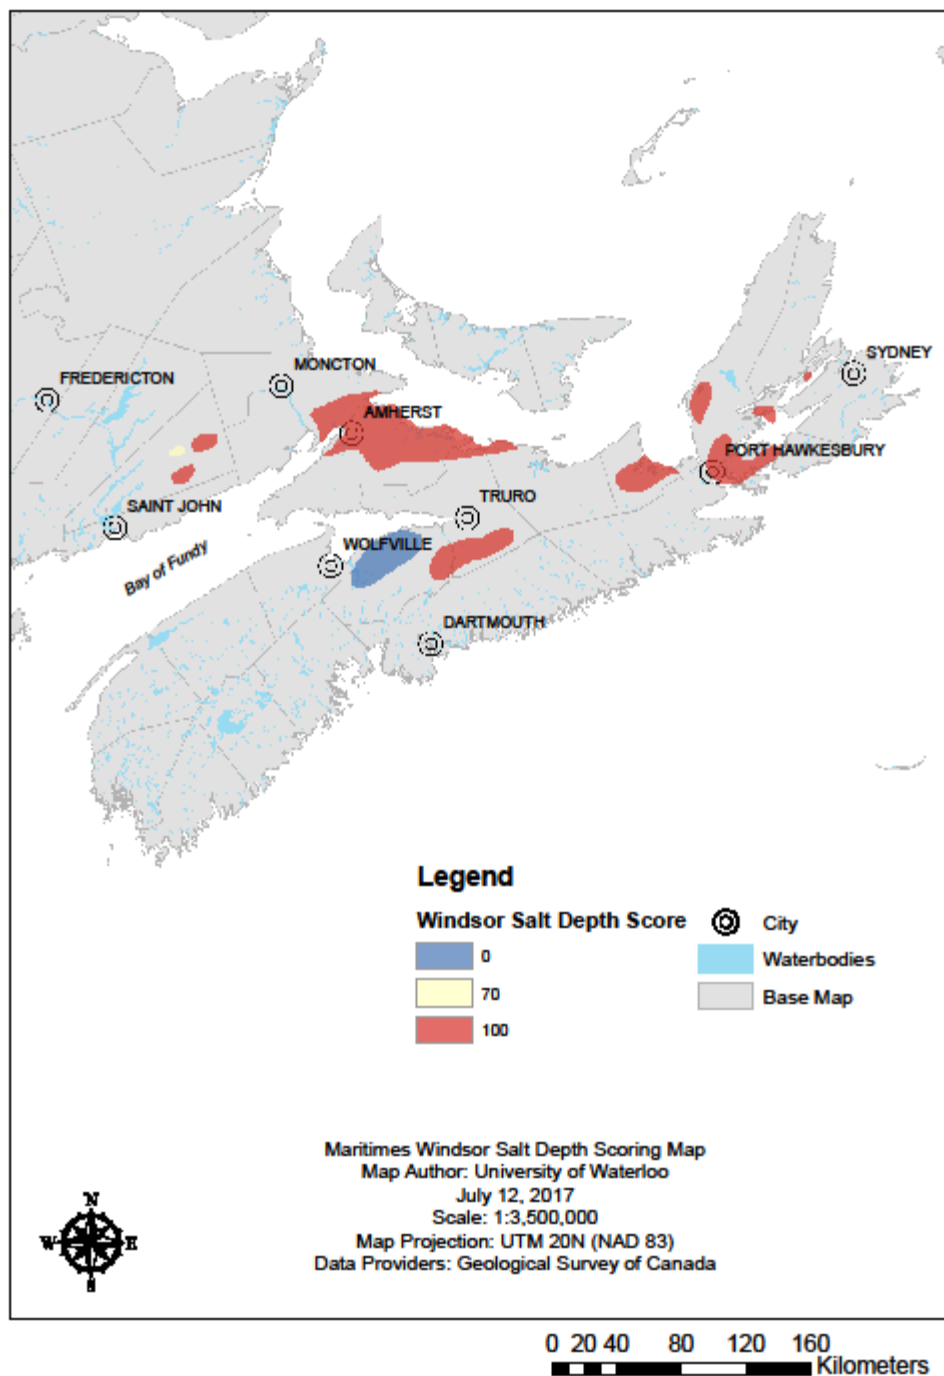 SYDNEY
MONCTON
FREDERICTON
AMHERST
PORT HAWKESBURY
TRURO
SAINT JOHN
WOLFVILLE
Bay of Fundy
DARTMOUTH
Legend
Windsor Salt Depth Score
0
70
100
City
Waterbodies
Base Map
Maritimes Windsor Salt Depth Scoring Map
Map Author: University of Waterloo
July 12, 2017
Scale: 1:3,500,000
Map Projection: UTM 20N (NAD 83)
Data Providers: Geological Survey of Canada
N
W E
S
0 20 40 80 120 160
Kilometers